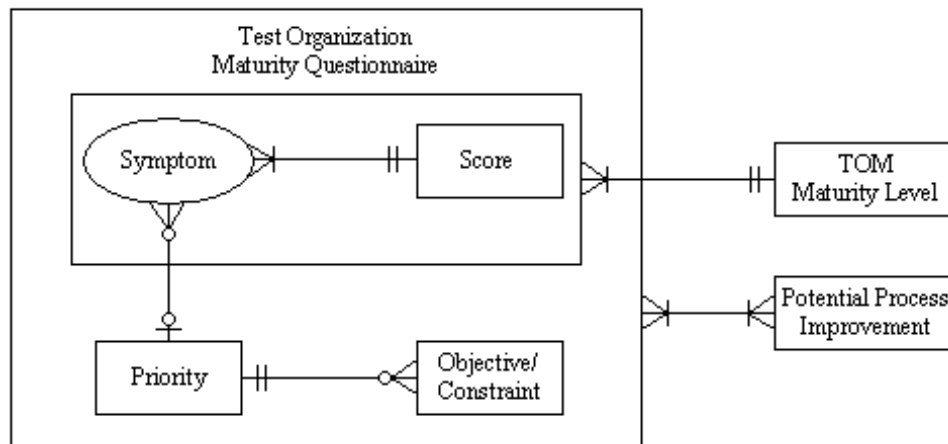 Test Organization
Maturity Questionnaire
Symptom
Score
TOM
Maturity Level
Potential Process
Improvement
Priority
Objective/
Constraint